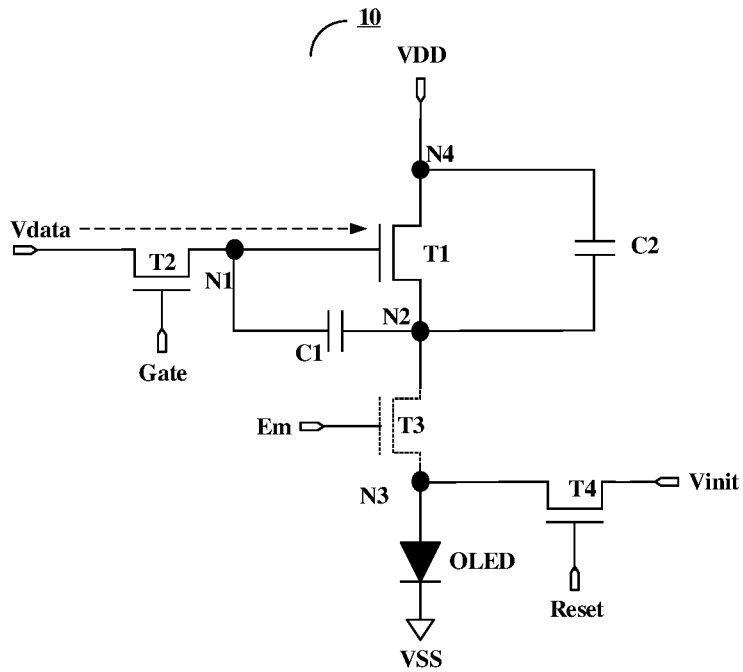 10
VDD
N4
Vdata
T1
C2
T2
N1
N2
C1
Gate
Em
T3
N3
T4
Vinit
OLED
Reset
VSS